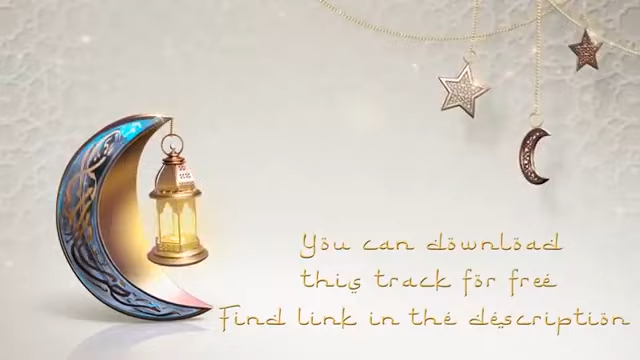 You can download
this track for free
Find link in the description